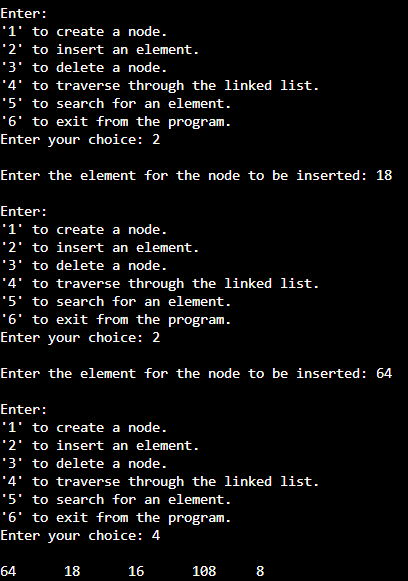 Enter:
'1' to create a node.
'2' to insert an element.
'3' to delete a node.
'4' to traverse through the linked list.
'5' to search for an element.
'6' to exit from the program.
Enter your choice: 2
Enter the element for the node to be inserted: 18
Enter:
'1' to create a node.
'2' to insert an element.
'3' to delete a node.
'4' to traverse through the linked list.
'5' to search for an element.
'6' to exit from the program.
Enter your choice: 2
Enter the element for the node to be inserted: 64
Enter:
'1' to create a node.
'2' to insert an element.
'3' to delete a node.
'4' to traverse through the linked list.
'5' to search for an element.
'6' to exit from the program.
Enter your choice: 4
64      18      16      108     8